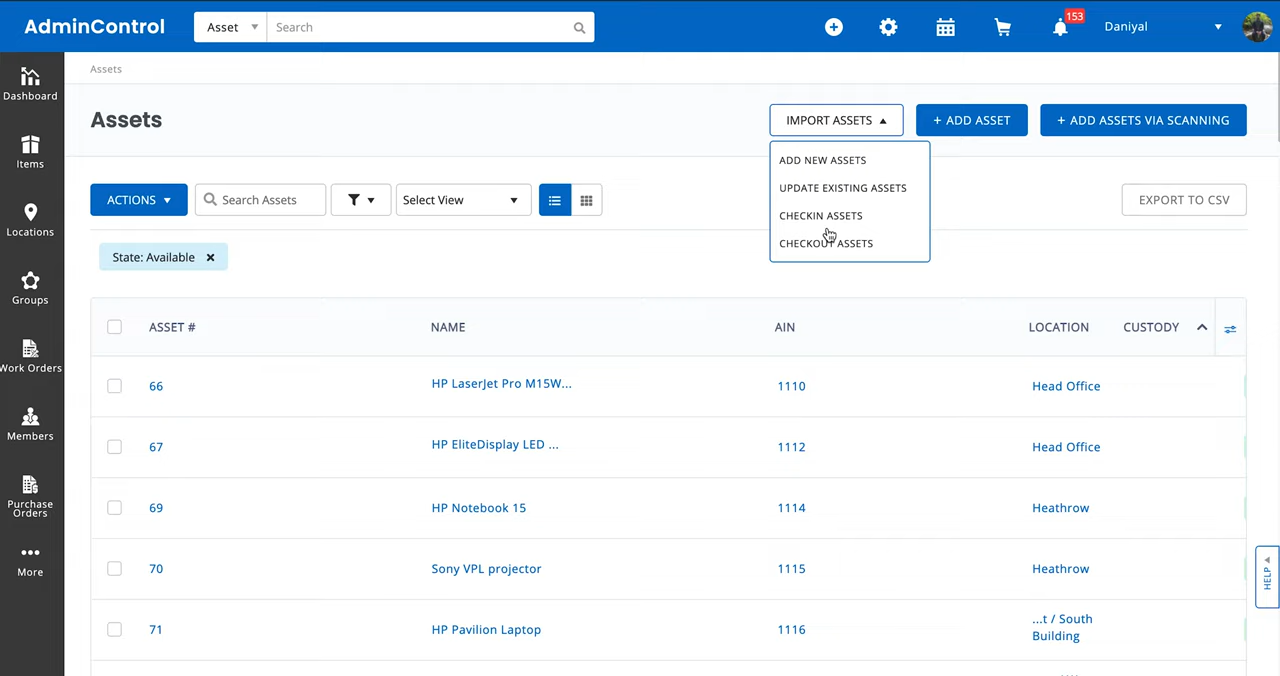 AdminControl
Asset
Search
153
Daniyal
Dashboard
Items
Locations
Groups
Work Orders
Members
Purchase
Orders
More
Assets
Assets
IMPORT ASSETS
+ ADD ASSET
+ ADD ASSETS VIA SCANNING
ADD NEW ASSETS
UPDATE EXISTING ASSETS
CHECKIN ASSETS
CHECKOUT ASSETS
ACTIONS
Search Assets
Select View
EXPORT TO CSV
State: Available
ASSET # NAME AIN LOCATION CUSTODY
66 HP LaserJet Pro M15W... 1110 Head Office
67 HP EliteDisplay LED ... 1112 Head Office
69 HP Notebook 15 1114 Heathrow
70 Sony VPL projector 1115 Heathrow
71 HP Pavilion Laptop 1116 ...t / South
Building
HELP